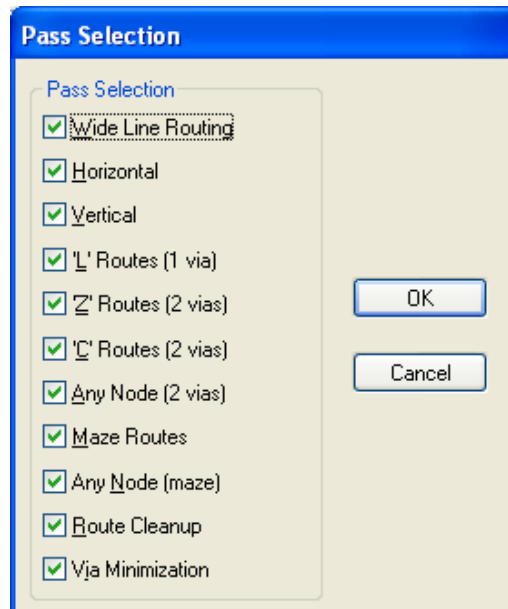 Pass Selection
Pass Selection
Wide Line Routing
Horizontal
Vertical
'L' Routes (1 via)
'Z' Routes (2 vias)
'C' Routes (2 vias)
Any Node (2 vias)
Maze Routes
Any Node (maze)
Route Cleanup
Via Minimization
OK
Cancel